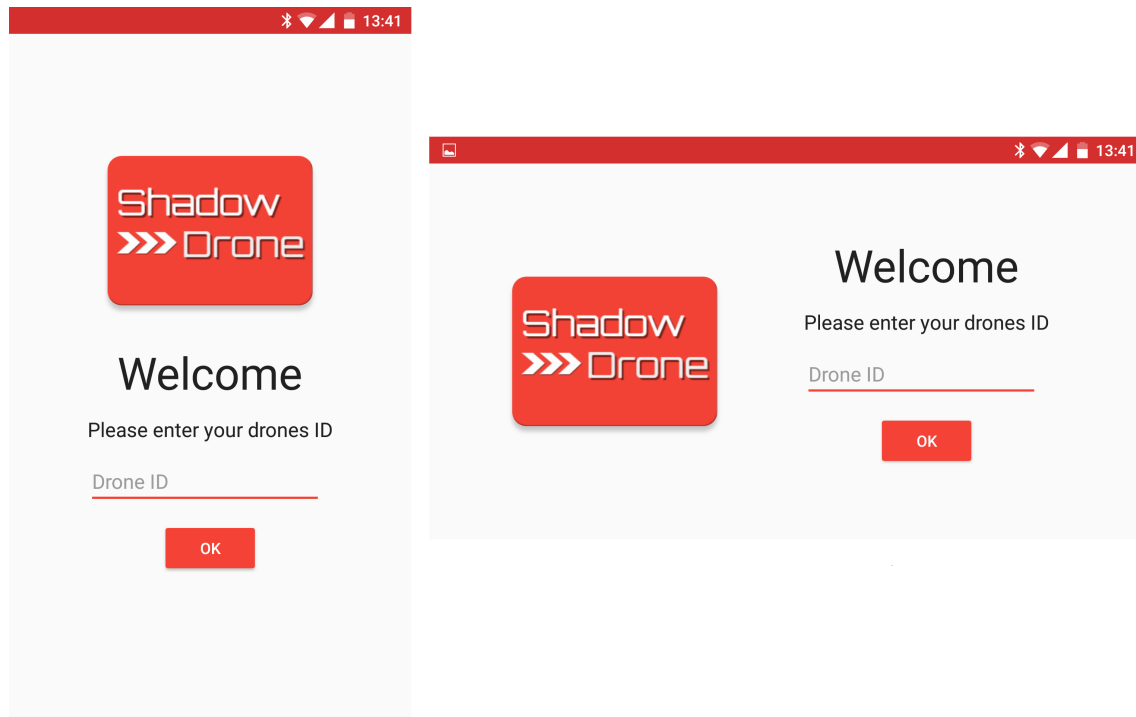 13:41
Shadow
Drone
Welcome
Please enter your drones ID
Drone ID
OK
13:41
Shadow
Drone
Welcome
Please enter your drones ID
Drone ID
OK